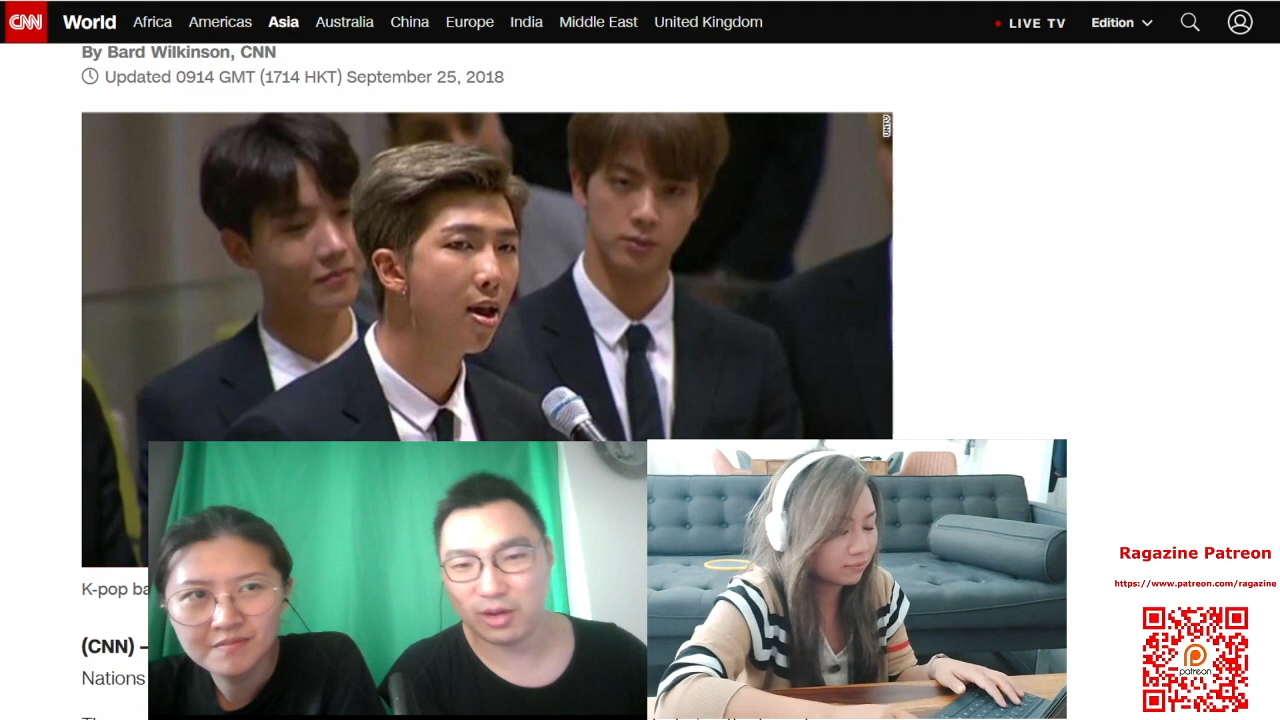 CNN World Africa Americas Asia Australia China Europe India Middle East United Kingdom LIVE TV Edition
By Bard Wilkinson, CNN
Updated 0914 GMT (1714 HKT) September 25, 2018
UNTV
K-pop ba
(CNN) –
Nations
Ragazine Patreon
https://www.patreon.com/ragazine
patreon